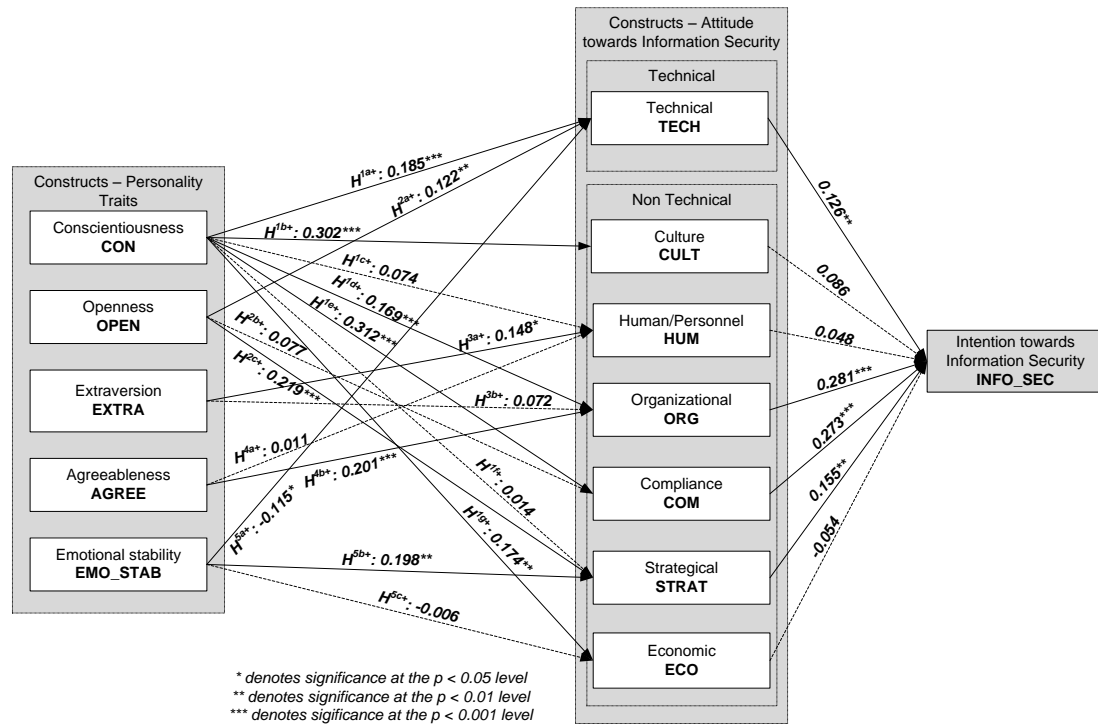 Constructs – Attitude
towards Information Security
Technical
Technical
TECH
Constructs – Personality
Traits
Conscientiousness
CON
Openness
OPEN
Extraversion
EXTRA
Agreeableness
AGREE
Emotional stability
EMO_STAB
H1a+: 0.185***
H2a+: 0.122**
H1b+: 0.302***
H1c+: 0.074
H1d+: 0.169***
H1e+: 0.312***
H2b+: 0.077
H2c+: 0.219***
H3a+: 0.148*
H3b+: 0.072
H4a+: 0.011
H4b+: 0.201***
H1f+: 0.014
H1g+: 0.174**
H5a+: -0.115*
H5b+: 0.198**
H5c+: -0.006
Non Technical
Culture
CULT
Human/Personnel
HUM
Organizational
ORG
Compliance
COM
Strategical
STRAT
Economic
ECO
0.126**
0.086
0.048
0.281***
0.273***
0.155**
-0.054
Intention towards
Information Security
INFO_SEC
* denotes significance at the p < 0.05 level
** denotes significance at the p < 0.01 level
*** denotes sigificance at the p < 0.001 level